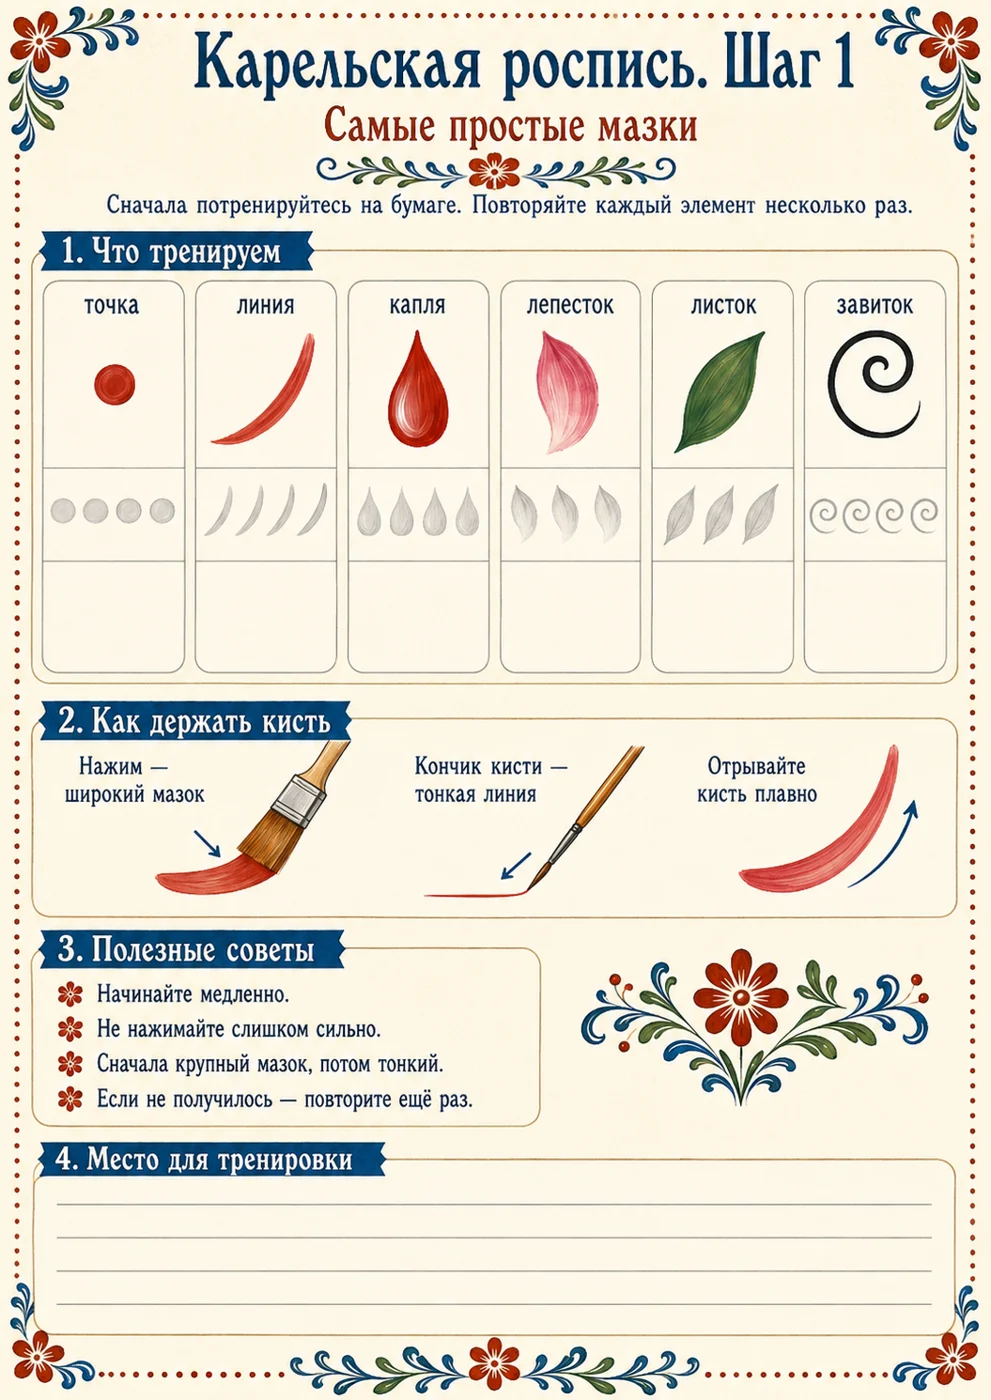 Карельская роспись. Шаг 1
Самые простые мазки
Сначала потренируйтесь на бумаге. Повторяйте каждый элемент несколько раз.
1. Что тренируем
точка
линия
капля
лепесток
листок
завиток
2. Как держать кисть
Нажим —
широкий мазок
Кончик кисти —
тонкая линия
Отрывайте
кисть плавно
3. Полезные советы
Начинайте медленно.
Не нажимайте слишком сильно.
Сначала крупный мазок, потом тонкий.
Если не получилось — повторите ещё раз.
4. Место для тренировки